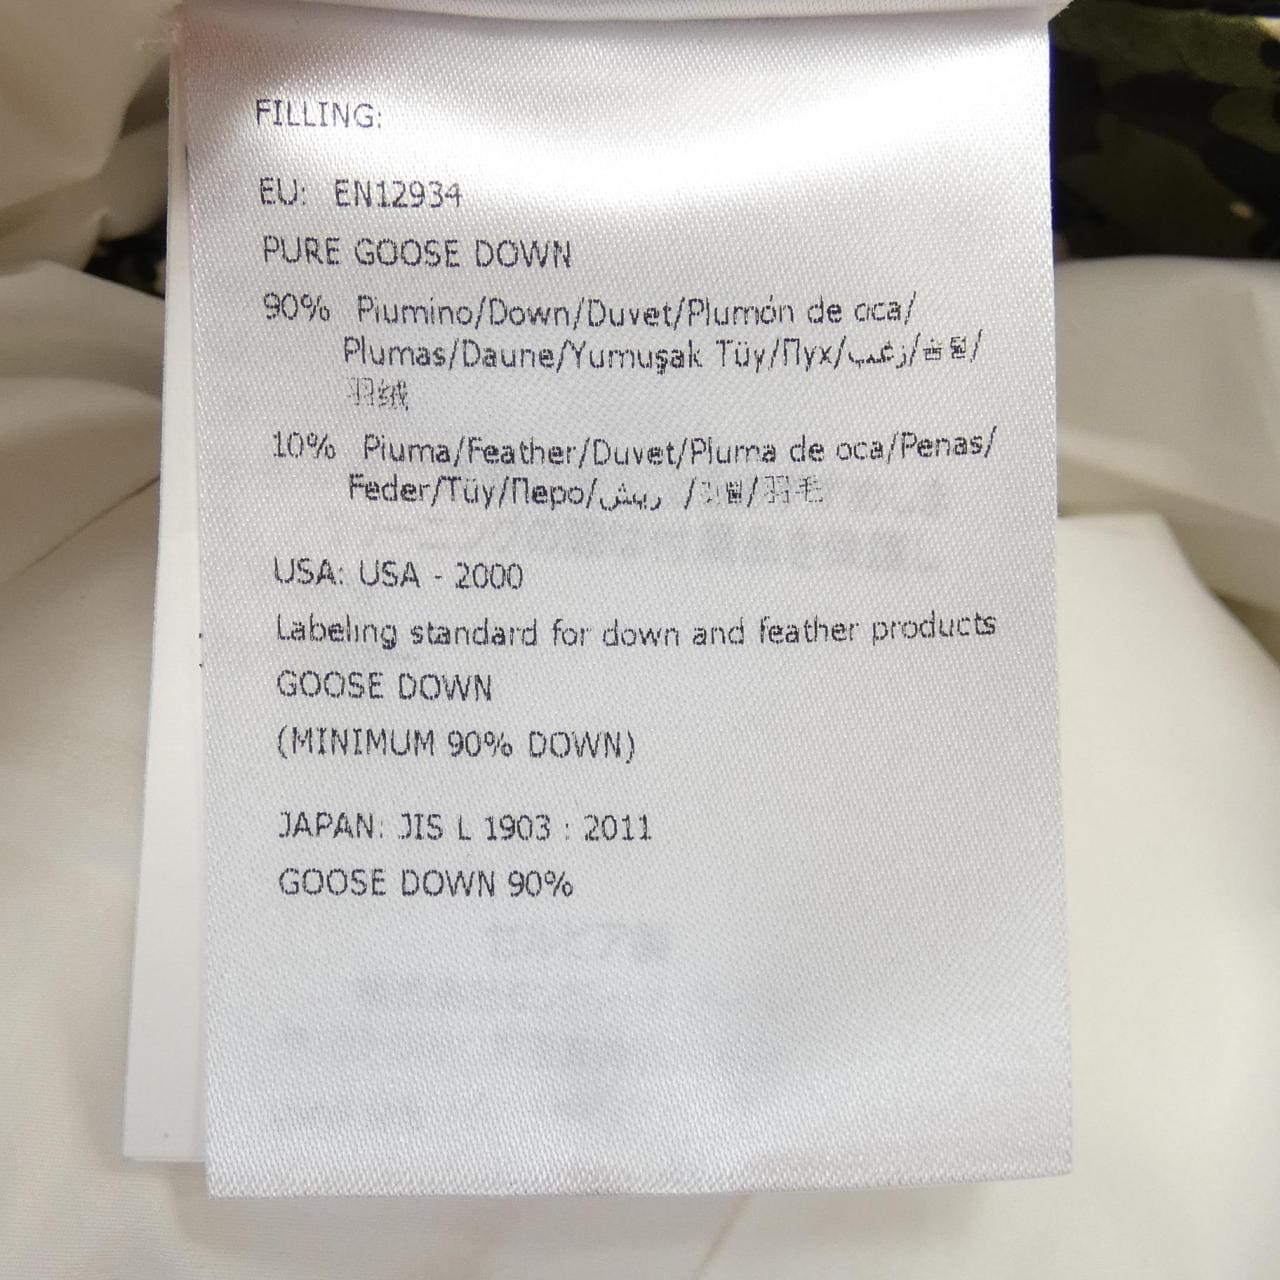 FILLING:
EU: EN12934
PURE GOOSE DOWN
90% Piumino/Down/Duvet/Plumón de oca/
Plumas/Daune/Yumuşak Tüy/Пух/زغب/솜털/
羽绒
10% Piuma/Feather/Duvet/Pluma de oca/Penas/
Feder/Tüy/Перо/ريش /깃털/羽毛
USA: USA - 2000
Labeling standard for down and feather products
GOOSE DOWN
(MINIMUM 90% DOWN)
JAPAN: JIS L 1903 : 2011
GOOSE DOWN 90%